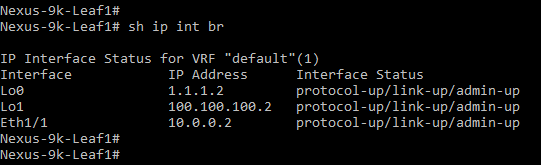 Nexus-9k-Leaf1#
Nexus-9k-Leaf1# sh ip int br
IP Interface Status for VRF "default"(1)
Interface            IP Address      Interface Status
Lo0                  1.1.1.2         protocol-up/link-up/admin-up
Lo1                  100.100.100.2   protocol-up/link-up/admin-up
Eth1/1               10.0.0.2        protocol-up/link-up/admin-up
Nexus-9k-Leaf1#
Nexus-9k-Leaf1#